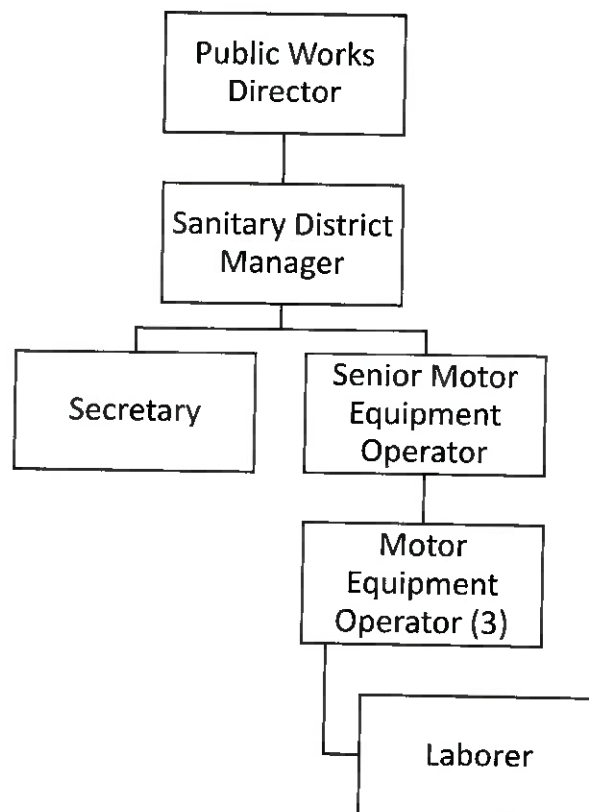 Public Works
Director
Sanitary District
Manager
Secretary
Senior Motor
Equipment
Operator
Motor
Equipment
Operator (3)
Laborer